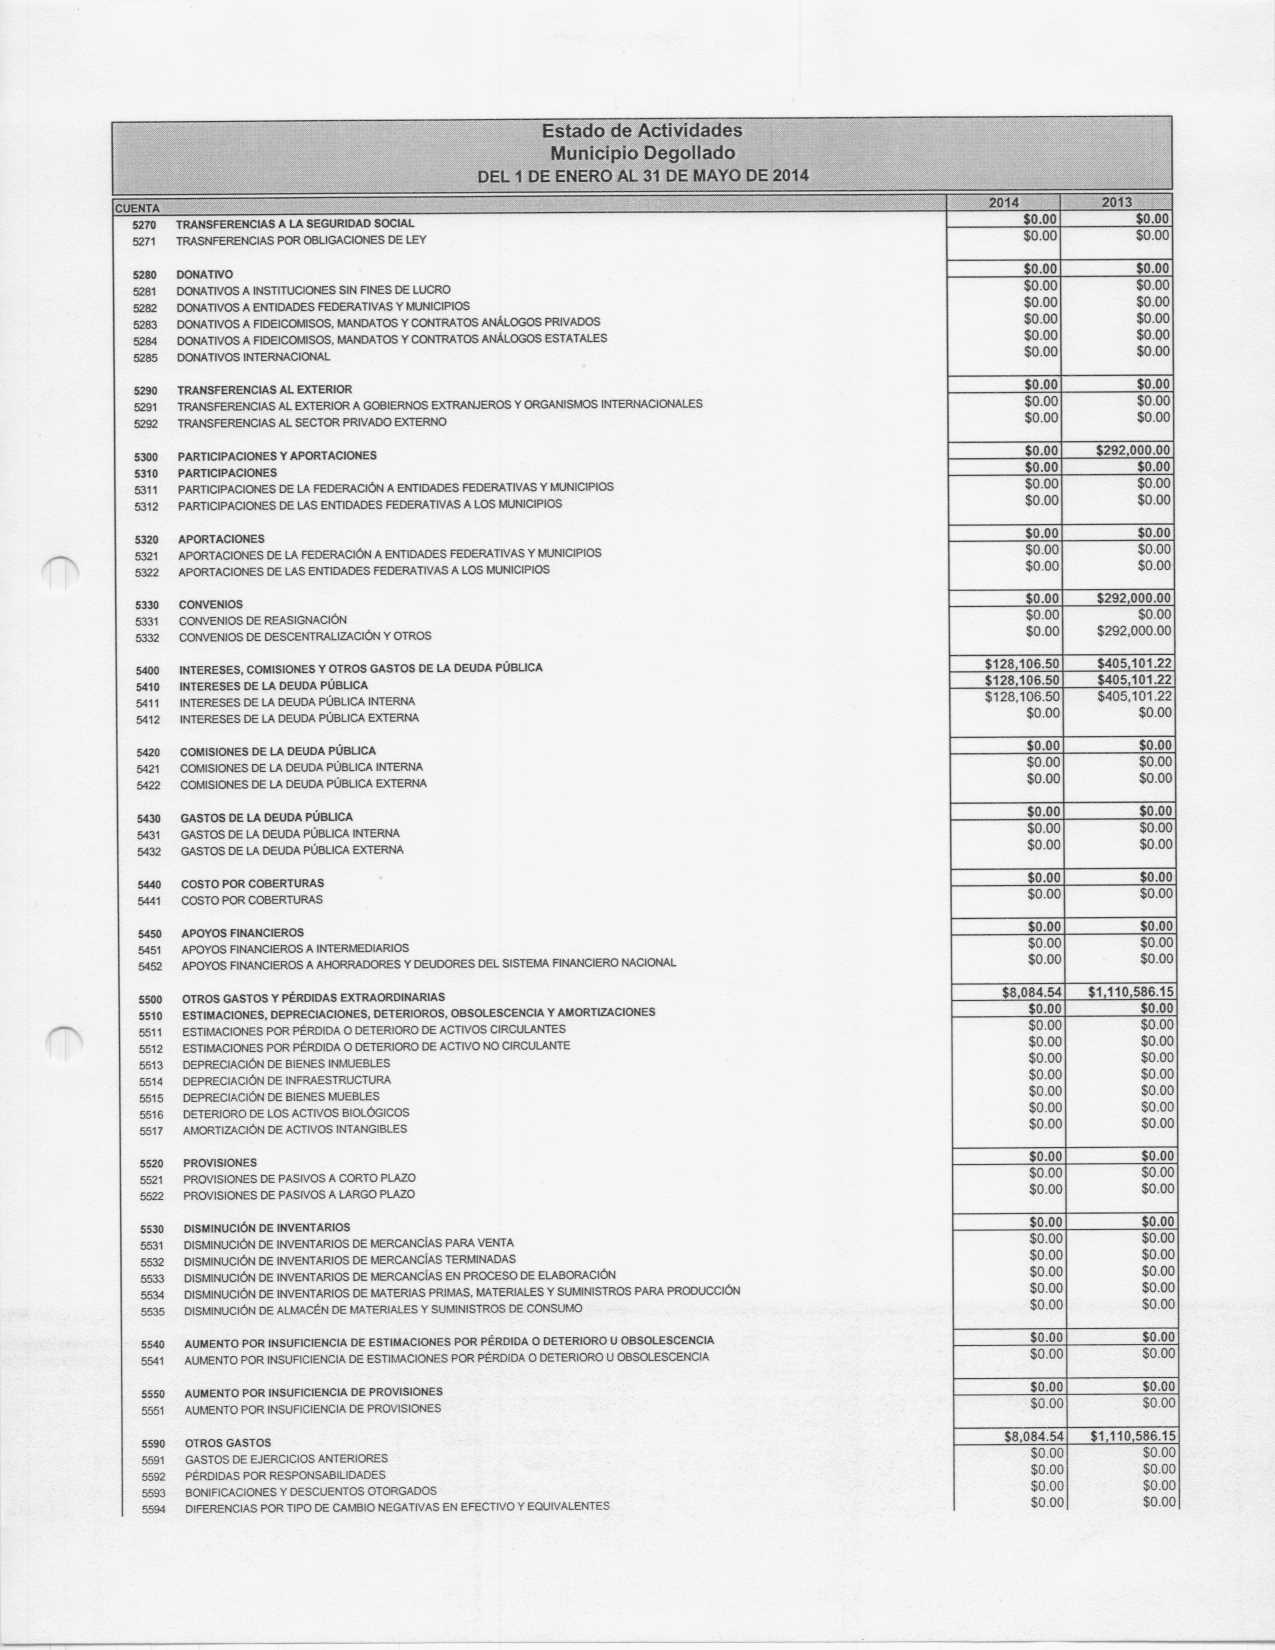 Estado de Actividades
Municipio Degollado
DEL 1 DE ENERO AL 31 DE MAYO DE 2014
CUENTA 2014 2013
5270 TRANSFERENCIAS A LA SEGURIDAD SOCIAL $0.00 $0.00
5271 TRASNFERENCIAS POR OBLIGACIONES DE LEY $0.00 $0.00
5280 DONATIVO $0.00 $0.00
5281 DONATIVOS A INSTITUCIONES SIN FINES DE LUCRO $0.00 $0.00
5282 DONATIVOS A ENTIDADES FEDERATIVAS Y MUNICIPIOS $0.00 $0.00
5283 DONATIVOS A FIDEICOMISOS, MANDATOS Y CONTRATOS ANÁLOGOS PRIVADOS $0.00 $0.00
5284 DONATIVOS A FIDEICOMISOS, MANDATOS Y CONTRATOS ANÁLOGOS ESTATALES $0.00 $0.00
5285 DONATIVOS INTERNACIONAL $0.00 $0.00
5290 TRANSFERENCIAS AL EXTERIOR $0.00 $0.00
5291 TRANSFERENCIAS AL EXTERIOR A GOBIERNOS EXTRANJEROS Y ORGANISMOS INTERNACIONALES $0.00 $0.00
5292 TRANSFERENCIAS AL SECTOR PRIVADO EXTERNO $0.00 $0.00
5300 PARTICIPACIONES Y APORTACIONES $0.00 $292,000.00
5310 PARTICIPACIONES $0.00 $0.00
5311 PARTICIPACIONES DE LA FEDERACIÓN A ENTIDADES FEDERATIVAS Y MUNICIPIOS $0.00 $0.00
5312 PARTICIPACIONES DE LAS ENTIDADES FEDERATIVAS A LOS MUNICIPIOS $0.00 $0.00
5320 APORTACIONES $0.00 $0.00
5321 APORTACIONES DE LA FEDERACIÓN A ENTIDADES FEDERATIVAS Y MUNICIPIOS $0.00 $0.00
5322 APORTACIONES DE LAS ENTIDADES FEDERATIVAS A LOS MUNICIPIOS $0.00 $0.00
5330 CONVENIOS $0.00 $292,000.00
5331 CONVENIOS DE REASIGNACIÓN $0.00 $0.00
5332 CONVENIOS DE DESCENTRALIZACIÓN Y OTROS $0.00 $292,000.00
5400 INTERESES, COMISIONES Y OTROS GASTOS DE LA DEUDA PÚBLICA $128,106.50 $405,101.22
5410 INTERESES DE LA DEUDA PÚBLICA $128,106.50 $405,101.22
5411 INTERESES DE LA DEUDA PÚBLICA INTERNA $128,106.50 $405,101.22
5412 INTERESES DE LA DEUDA PÚBLICA EXTERNA $0.00 $0.00
5420 COMISIONES DE LA DEUDA PÚBLICA $0.00 $0.00
5421 COMISIONES DE LA DEUDA PÚBLICA INTERNA $0.00 $0.00
5422 COMISIONES DE LA DEUDA PÚBLICA EXTERNA $0.00 $0.00
5430 GASTOS DE LA DEUDA PÚBLICA $0.00 $0.00
5431 GASTOS DE LA DEUDA PÚBLICA INTERNA $0.00 $0.00
5432 GASTOS DE LA DEUDA PÚBLICA EXTERNA $0.00 $0.00
5440 COSTO POR COBERTURAS $0.00 $0.00
5441 COSTO POR COBERTURAS $0.00 $0.00
5450 APOYOS FINANCIEROS $0.00 $0.00
5451 APOYOS FINANCIEROS A INTERMEDIARIOS $0.00 $0.00
5452 APOYOS FINANCIEROS A AHORRADORES Y DEUDORES DEL SISTEMA FINANCIERO NACIONAL $0.00 $0.00
5500 OTROS GASTOS Y PÉRDIDAS EXTRAORDINARIAS $8,084.54 $1,110,586.15
5510 ESTIMACIONES, DEPRECIACIONES, DETERIOROS, OBSOLESCENCIA Y AMORTIZACIONES $0.00 $0.00
5511 ESTIMACIONES POR PÉRDIDA O DETERIORO DE ACTIVOS CIRCULANTES $0.00 $0.00
5512 ESTIMACIONES POR PÉRDIDA O DETERIORO DE ACTIVO NO CIRCULANTE $0.00 $0.00
5513 DEPRECIACIÓN DE BIENES INMUEBLES $0.00 $0.00
5514 DEPRECIACIÓN DE INFRAESTRUCTURA $0.00 $0.00
5515 DEPRECIACIÓN DE BIENES MUEBLES $0.00 $0.00
5516 DETERIORO DE LOS ACTIVOS BIOLÓGICOS $0.00 $0.00
5517 AMORTIZACIÓN DE ACTIVOS INTANGIBLES $0.00 $0.00
5520 PROVISIONES $0.00 $0.00
5521 PROVISIONES DE PASIVOS A CORTO PLAZO $0.00 $0.00
5522 PROVISIONES DE PASIVOS A LARGO PLAZO $0.00 $0.00
5530 DISMINUCIÓN DE INVENTARIOS $0.00 $0.00
5531 DISMINUCIÓN DE INVENTARIOS DE MERCANCÍAS PARA VENTA $0.00 $0.00
5532 DISMINUCIÓN DE INVENTARIOS DE MERCANCÍAS TERMINADAS $0.00 $0.00
5533 DISMINUCIÓN DE INVENTARIOS DE MERCANCÍAS EN PROCESO DE ELABORACIÓN $0.00 $0.00
5534 DISMINUCIÓN DE INVENTARIOS DE MATERIAS PRIMAS, MATERIALES Y SUMINISTROS PARA PRODUCCIÓN $0.00 $0.00
5535 DISMINUCIÓN DE ALMACÉN DE MATERIALES Y SUMINISTROS DE CONSUMO $0.00 $0.00
5540 AUMENTO POR INSUFICIENCIA DE ESTIMACIONES POR PÉRDIDA O DETERIORO U OBSOLESCENCIA $0.00 $0.00
5541 AUMENTO POR INSUFICIENCIA DE ESTIMACIONES POR PÉRDIDA O DETERIORO U OBSOLESCENCIA $0.00 $0.00
5550 AUMENTO POR INSUFICIENCIA DE PROVISIONES $0.00 $0.00
5551 AUMENTO POR INSUFICIENCIA DE PROVISIONES $0.00 $0.00
5590 OTROS GASTOS $8,084.54 $1,110,586.15
5591 GASTOS DE EJERCICIOS ANTERIORES $0.00 $0.00
5592 PÉRDIDAS POR RESPONSABILIDADES $0.00 $0.00
5593 BONIFICACIONES Y DESCUENTOS OTORGADOS $0.00 $0.00
5594 DIFERENCIAS POR TIPO DE CAMBIO NEGATIVAS EN EFECTIVO Y EQUIVALENTES $0.00 $0.00